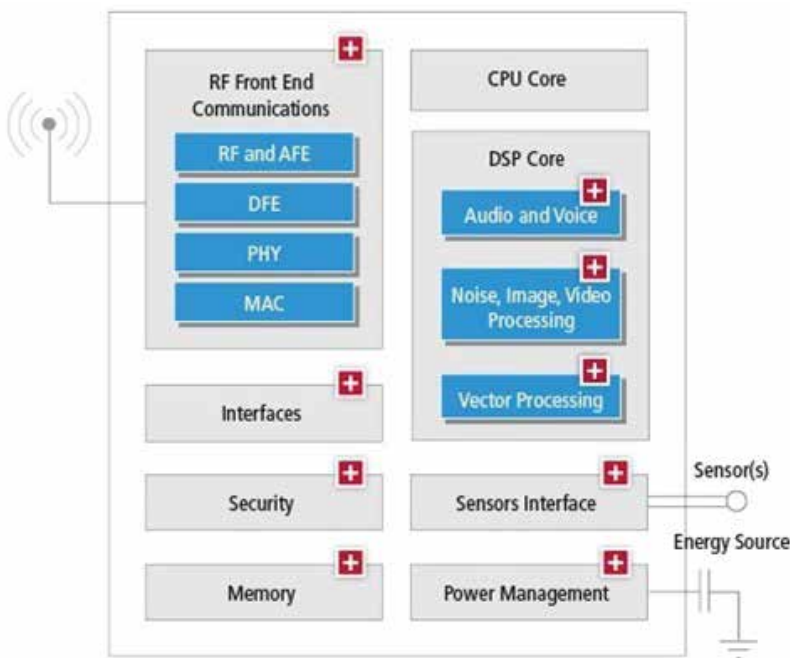 RF Front End
Communications
RF and AFE
DFE
PHY
MAC
Interfaces
Security
Memory
CPU Core
DSP Core
Audio and Voice
Noise, Image, Video
Processing
Vector Processing
Sensors Interface
Power Management
Sensor(s)
Energy Source